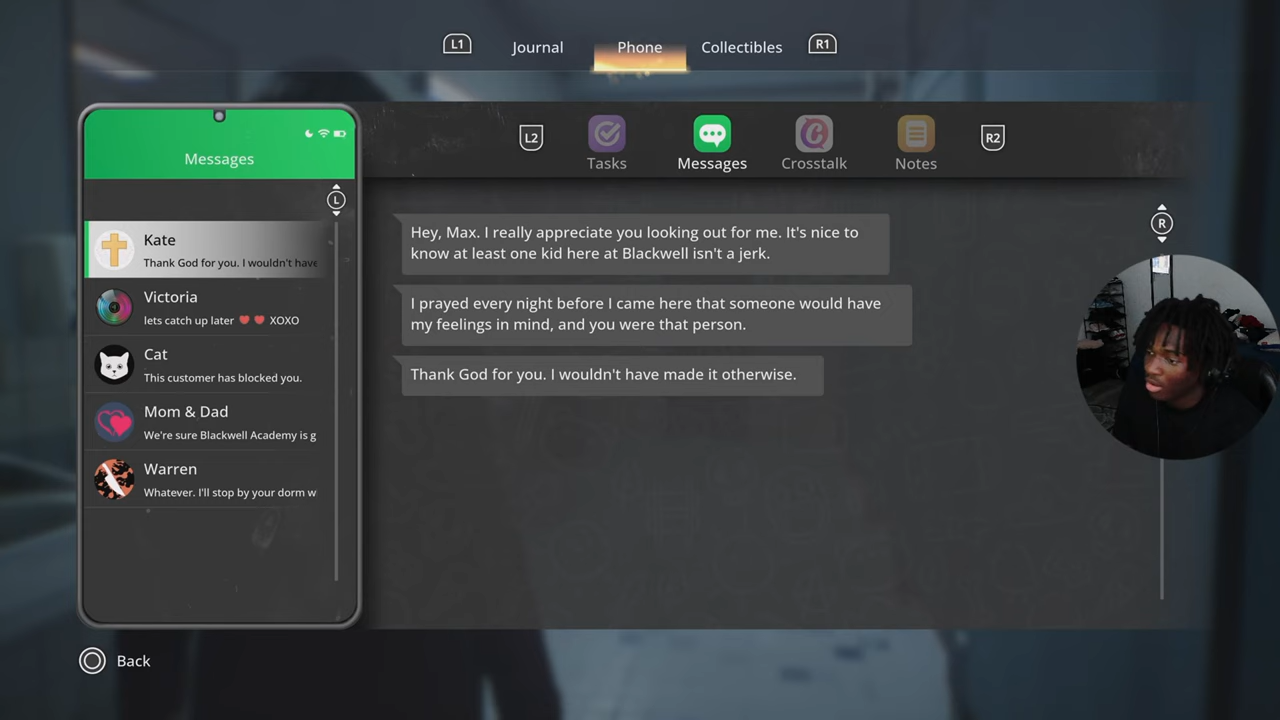 L1
Journal
Phone
Collectibles
R1
Messages
L
Kate
Thank God for you. I wouldn't have
Victoria
lets catch up later ❤️ ❤️ XOXO
Cat
This customer has blocked you.
Mom & Dad
We're sure Blackwell Academy is g
Warren
Whatever. I'll stop by your dorm w
L2
Tasks
Messages
Crosstalk
Notes
R2
R
Hey, Max. I really appreciate you looking out for me. It's nice to
know at least one kid here at Blackwell isn't a jerk.
I prayed every night before I came here that someone would have
my feelings in mind, and you were that person.
Thank God for you. I wouldn't have made it otherwise.
Back